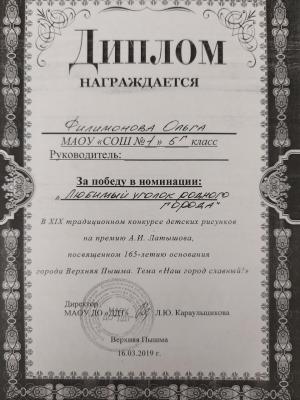 ДИПЛОМ
НАГРАЖДАЕТСЯ
Филимонова Ольга
МАОУ «СОШ №1» 5г класс
Руководитель:
За победу в номинации:
„Любимый уголок родного
города"
В XIX традиционном конкурсе детских рисунков
на премию А.И. Латышова,
посвященном 165-летию основания
города Верхняя Пышма. Тема «Наш город славный!»
Директор
МАОУ ДО «ДДТ» Л.Ю. Караульщикова
Верхняя Пышма
16.03.2019 г.